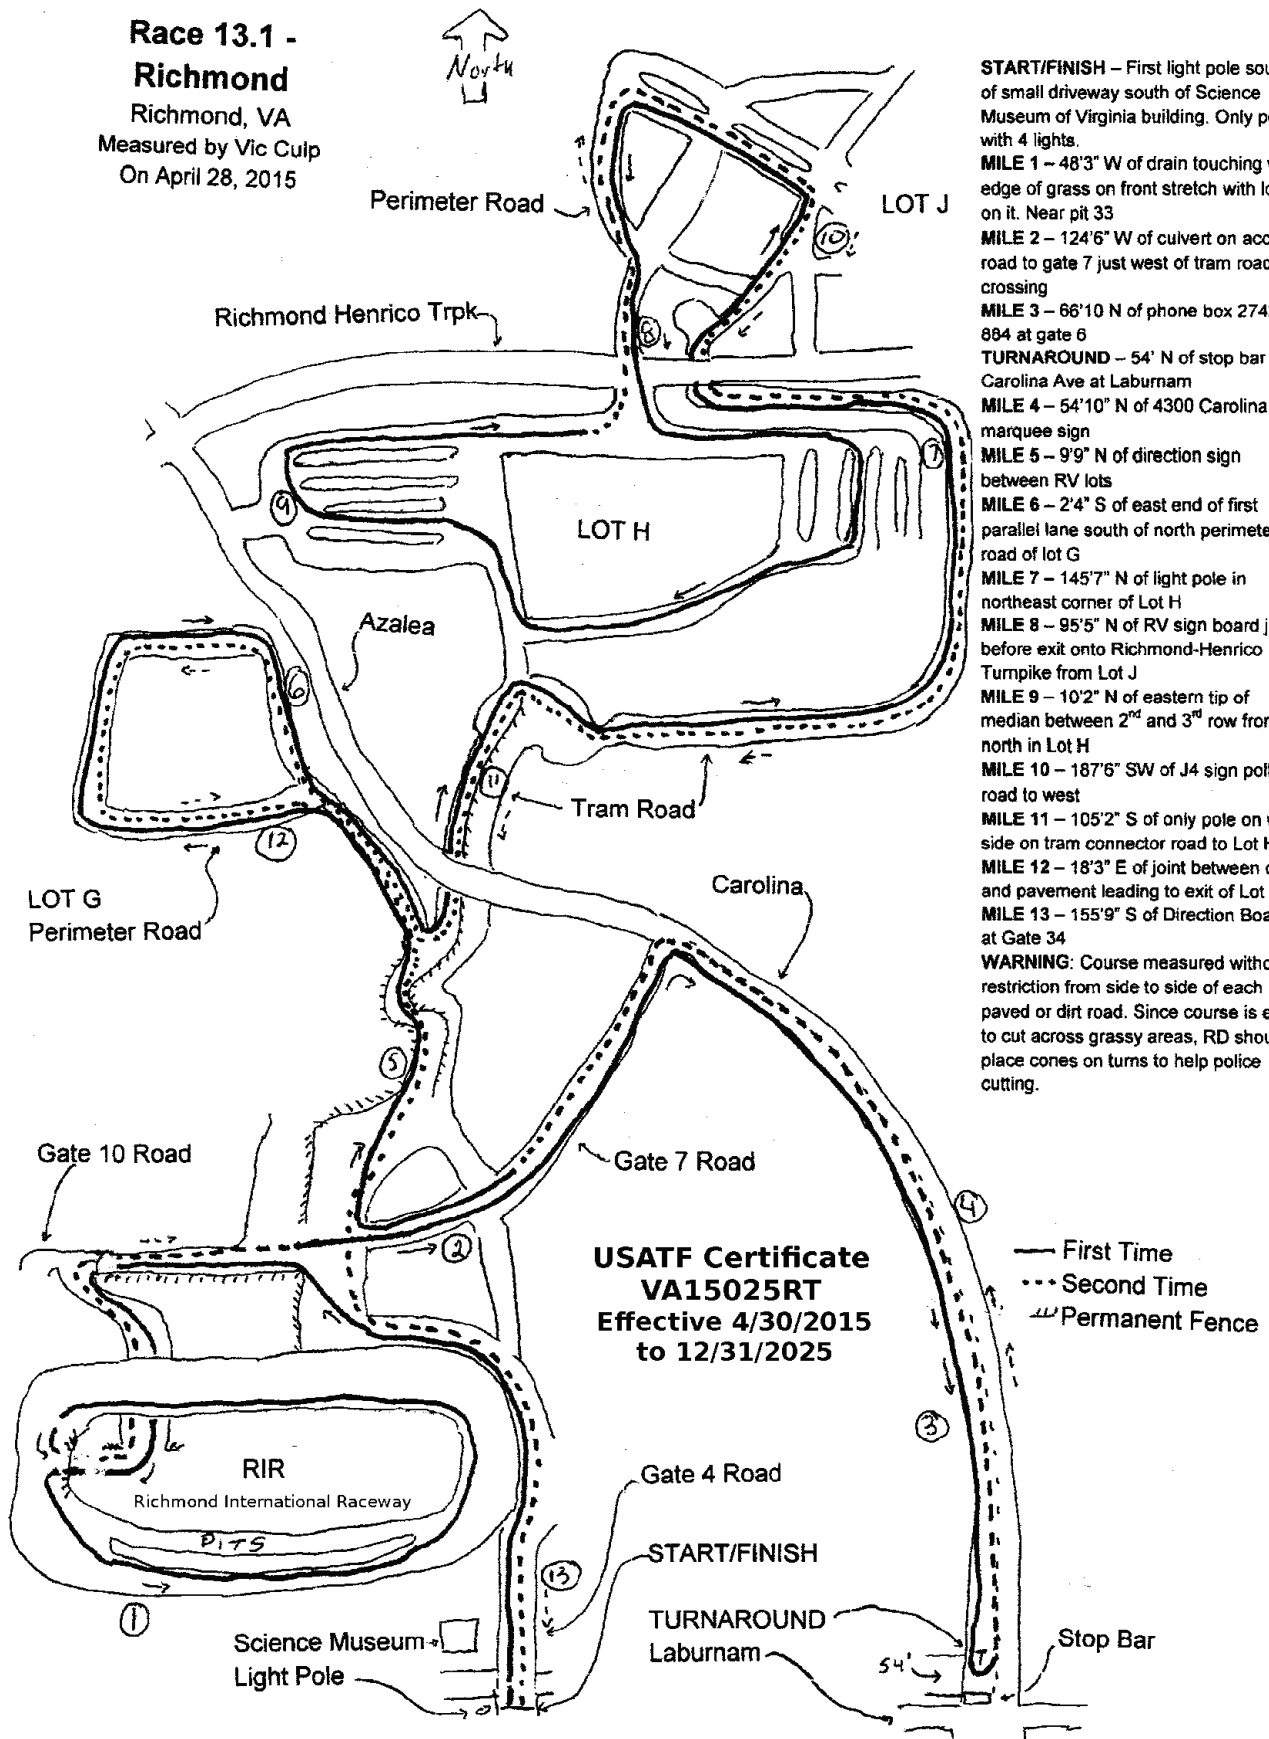 Race 13.1 -
Richmond
Richmond, VA
Measured by Vic Culp
On April 28, 2015
North
START/FINISH – First light pole
of small driveway south of Science
Museum of Virginia building. Only
with 4 lights.
MILE 1 – 48'3" W of drain touching
edge of grass on front stretch with
on it. Near pit 33
MILE 2 – 124'6" W of culvert on
road to gate 7 just west of tram road
crossing
MILE 3 – 66'10 N of phone box
884 at gate 6
TURNAROUND – 54' N of stop bar
Carolina Ave at Laburnam
MILE 4 – 54'10" N of 4300 Carolina
marquee sign
MILE 5 – 9'9" N of direction sign
between RV lots
MILE 6 – 2'4" S of east end of first
parallel lane south of north
road of lot G
MILE 7 – 145'7" N of light pole in
northeast corner of Lot H
MILE 8 – 95'5" N of RV sign board
before exit onto Richmond-Henrico
Turnpike from Lot J
MILE 9 – 10'2" N of eastern tip of
median between 2nd and 3rd row
north in Lot H
MILE 10 – 187'6" SW of J4 sign
road to west
MILE 11 – 105'2" S of only pole on
side on tram connector road to Lot
MILE 12 – 18'3" E of joint between
and pavement leading to exit of Lot
MILE 13 – 155'9" S of Direction
at Gate 34
WARNING: Course measured
restriction from side to side of each
paved or dirt road. Since course is
to cut across grassy areas, RD
place cones on turns to help police
cutting.
Perimeter Road
LOT J
10
Richmond Henrico Trpk
8
7
9
LOT H
Azalea
6
11
Tram Road
12
LOT G
Perimeter Road
Carolina
5
Gate 10 Road
Gate 7 Road
4
2
USATF Certificate
VA15025RT
Effective 4/30/2015
to 12/31/2025
First Time
Second Time
Permanent Fence
3
RIR
Richmond International Raceway
PITS
Gate 4 Road
START/FINISH
13
1
Science Museum
Light Pole
TURNAROUND
Laburnam
T
54'
Stop Bar